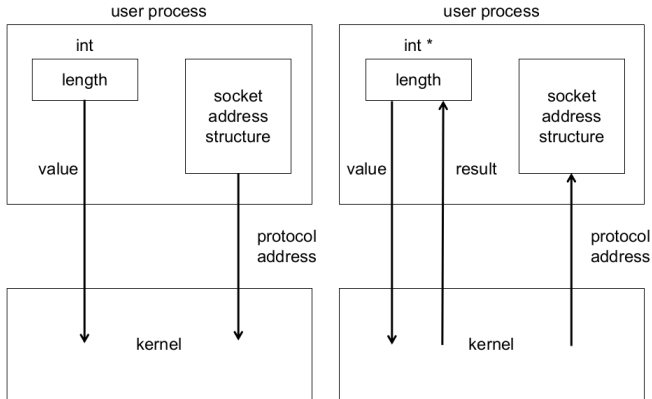 user process
int
length
socket
address
structure
value
protocol
address
kernel
user process
int *
length
socket
address
structure
value
result
protocol
address
kernel